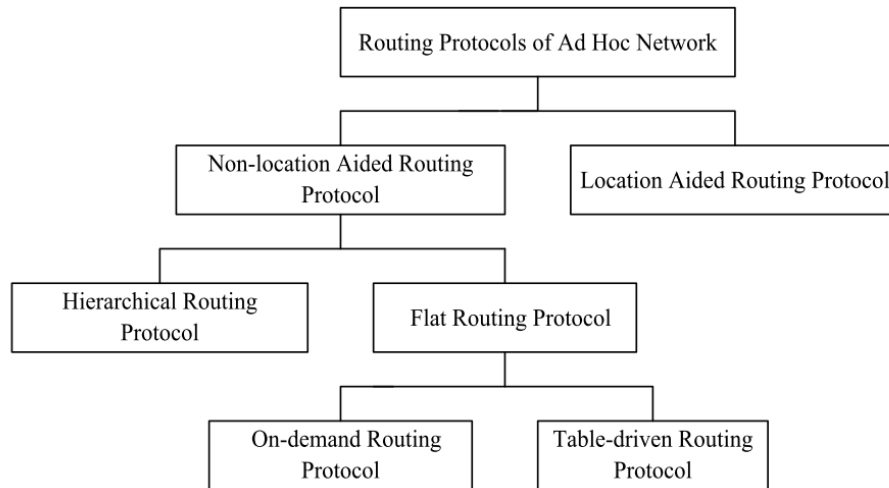 Routing Protocols of Ad Hoc Network
Non-location Aided Routing
Protocol
Location Aided Routing Protocol
Hierarchical Routing
Protocol
Flat Routing Protocol
On-demand Routing
Protocol
Table-driven Routing
Protocol